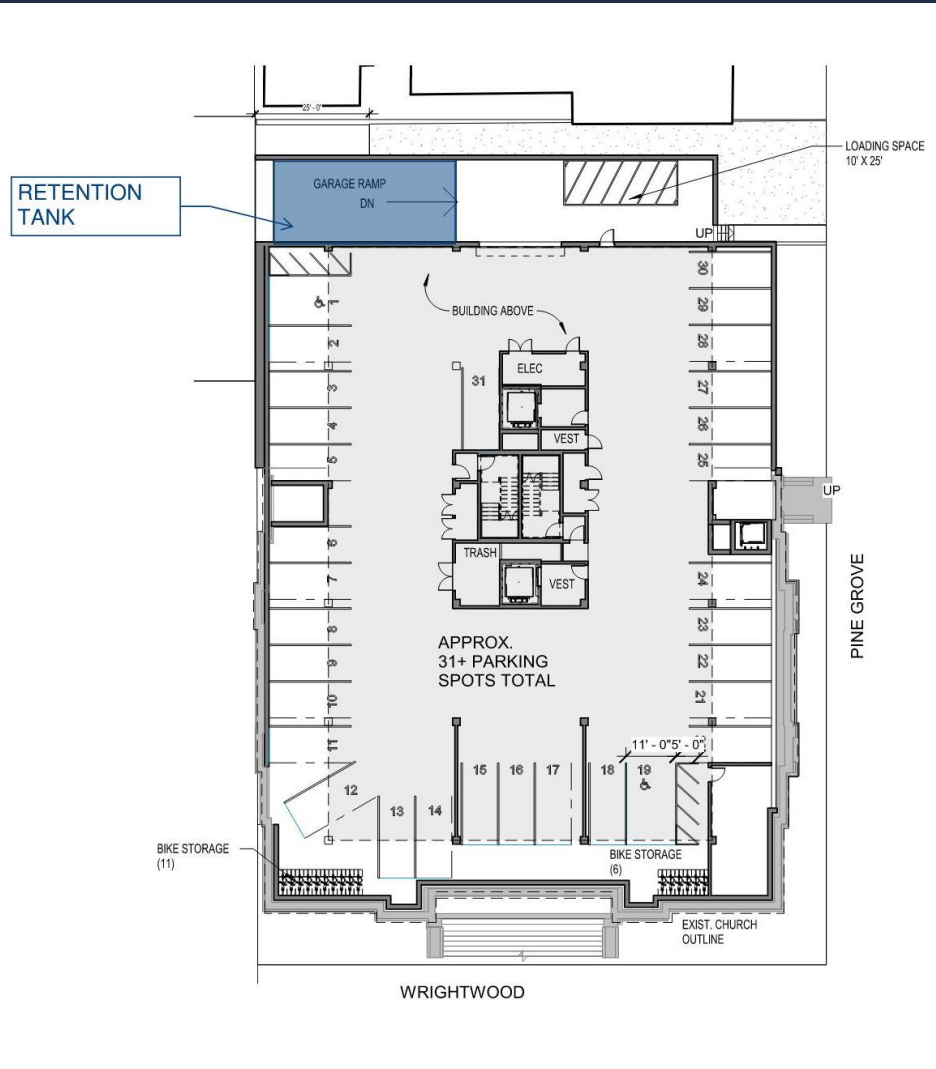 25' - 0"
LOADING SPACE
10' X 25'
RETENTION
TANK
GARAGE RAMP
DN
UP
BUILDING ABOVE
1
2
3
4
5
6
7
8
9
10
11
12
13
14
15
16
17
18
19
21
22
23
24
25
26
27
28
29
30
31
ELEC
VEST
TRASH
VEST
UP
PINE GROVE
APPROX.
31+ PARKING
SPOTS TOTAL
11' - 0"
5' - 0"
BIKE STORAGE
(11)
BIKE STORAGE
(6)
EXIST. CHURCH
OUTLINE
WRIGHTWOOD